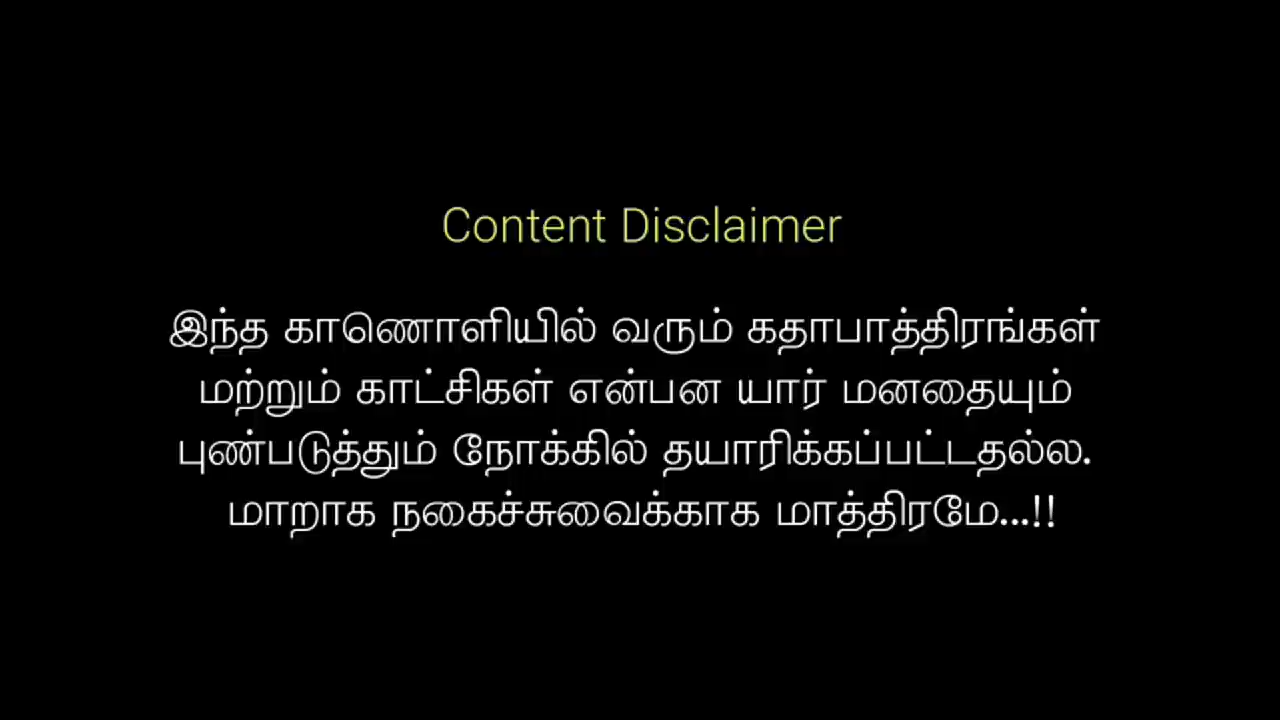 Content Disclaimer
இந்த காணொளியில் வரும் கதாபாத்திரங்கள்
மற்றும் காட்சிகள் என்பன யார் மனதையும்
புண்படுத்தும் நோக்கில் தயாரிக்கப்பட்டதல்ல.
மாறாக நகைச்சுவைக்காக மாத்திரமே...!!